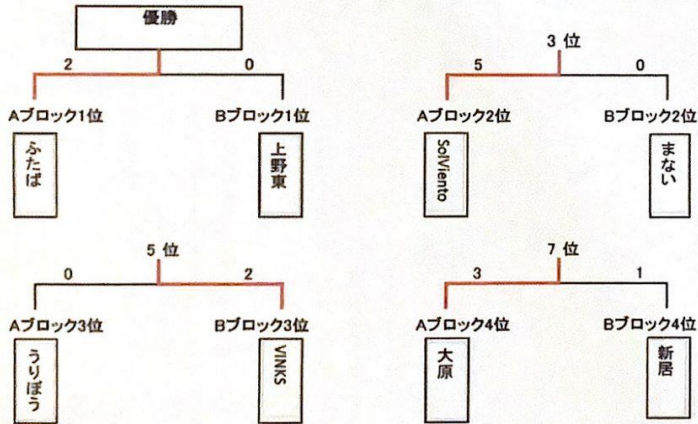 優勝
3 位
2 0
5 0
Aブロック1位 Bブロック1位
Aブロック2位 Bブロック2位
ふたば
上野東
SolViento
まない
5 位
7 位
0 2
3 1
Aブロック3位 Bブロック3位
Aブロック4位 Bブロック4位
うりぼう
VINKS
大原
新居